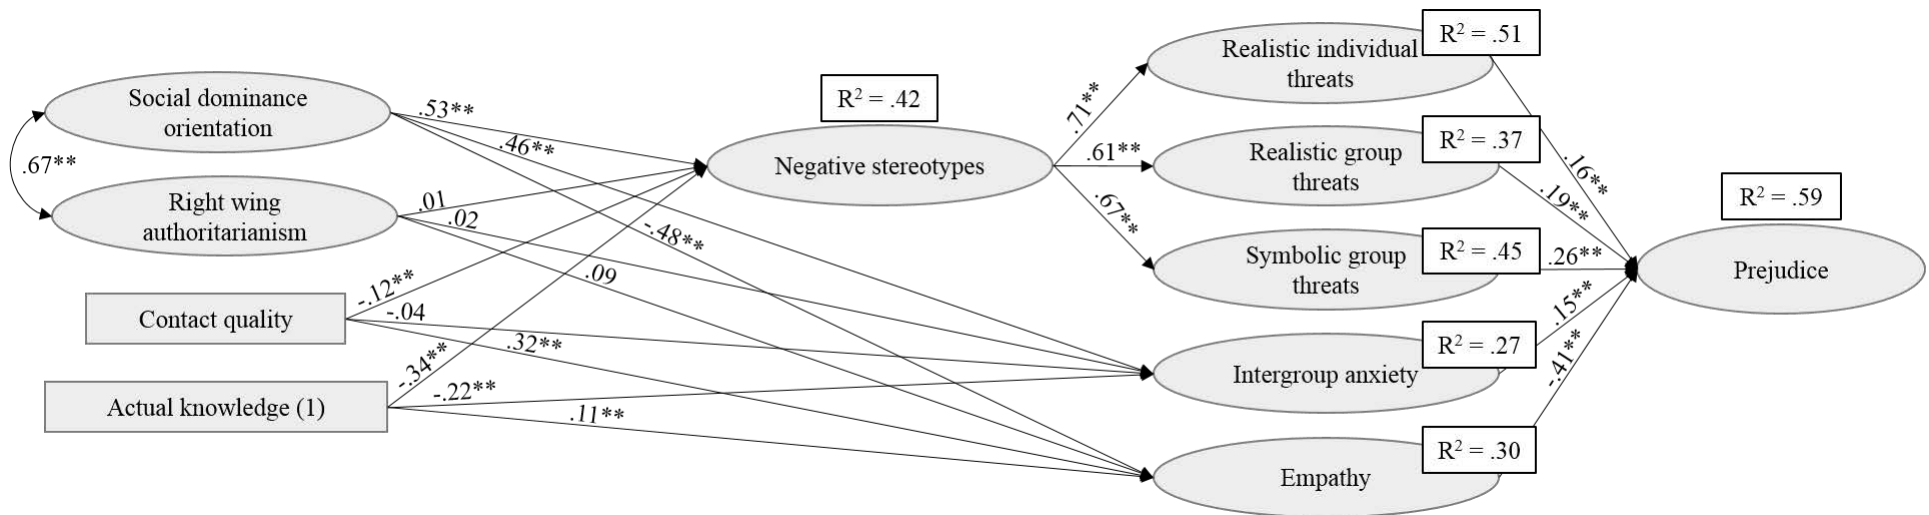 Social dominance
orientation
.67**
Right wing
authoritarianism
Contact quality
Actual knowledge (1)
.53**
.46**
-.48**
.01
.02
.09
-.12**
-.04
.32**
-.34**
-.22**
.11**
R² = .42
Negative stereotypes
.71**
.61**
.67**
Realistic individual
threats
R² = .51
Realistic group
threats
R² = .37
Symbolic group
threats
R² = .45
Intergroup anxiety
R² = .27
Empathy
R² = .30
.16**
.19**
.26**
.15**
-.41**
R² = .59
Prejudice